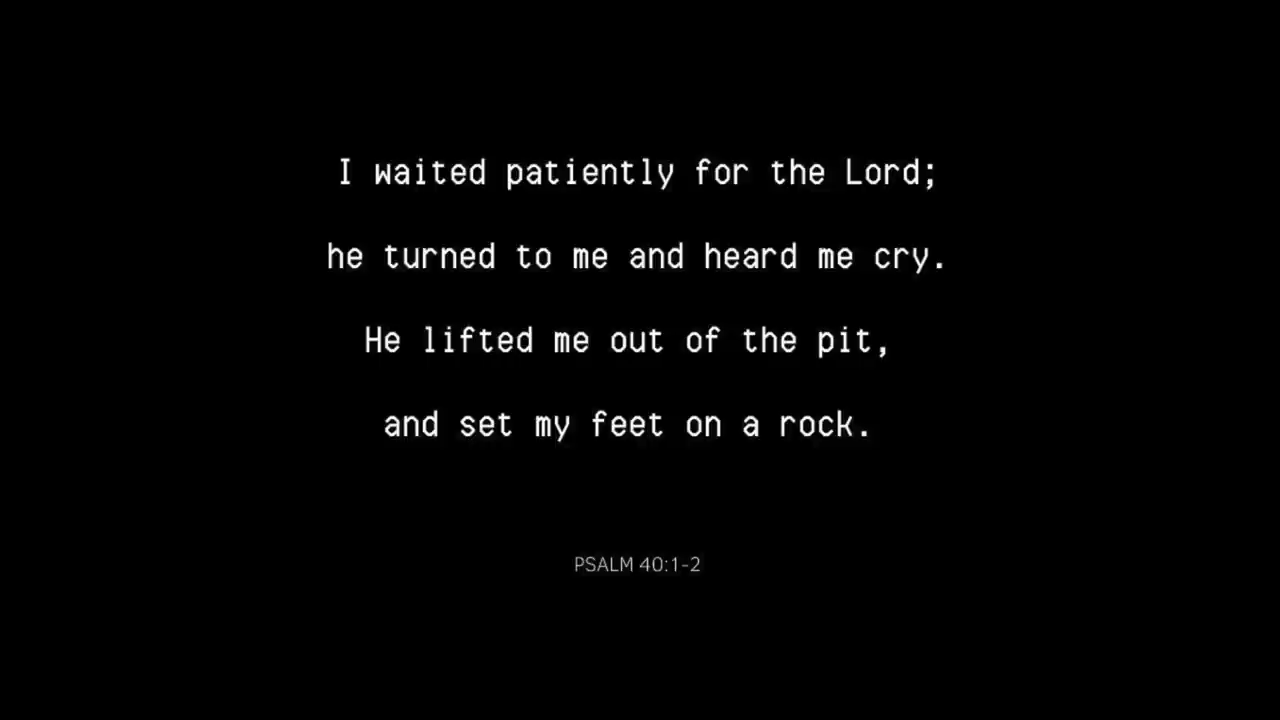 I waited patiently for the Lord;
he turned to me and heard me cry.
He lifted me out of the pit,
and set my feet on a rock.
PSALM 40:1-2